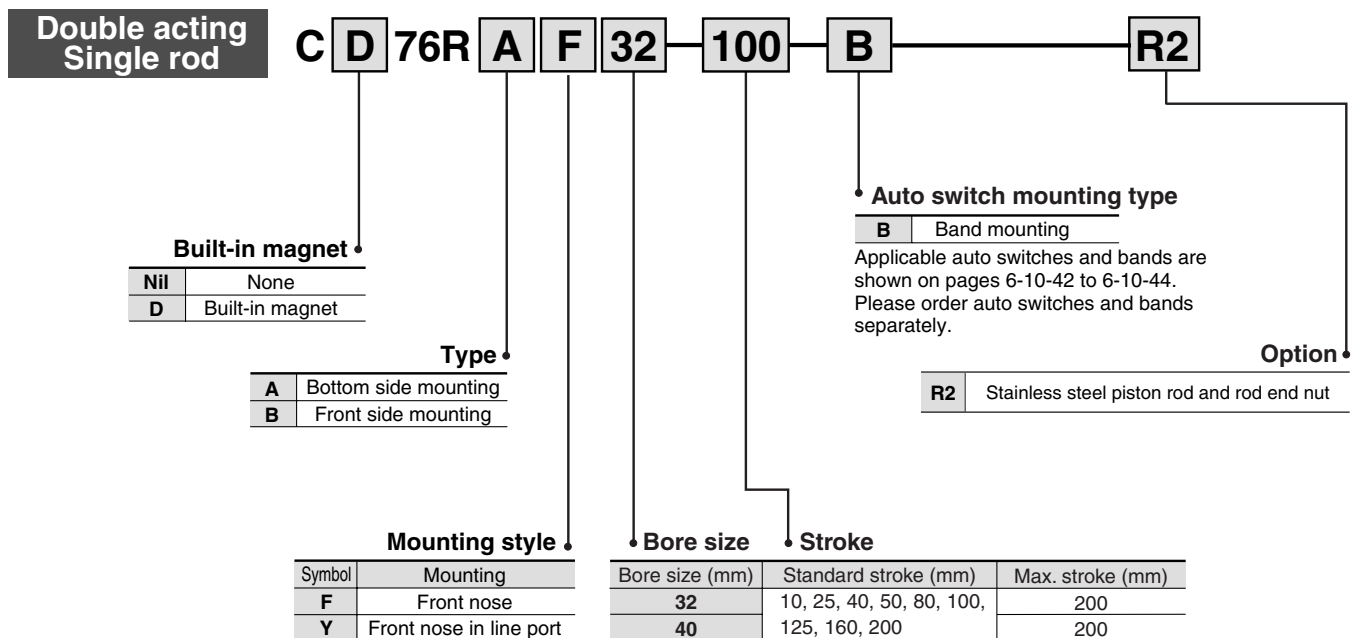 Double acting
Single rod
C D 76R A F 32 100 B R2
Auto switch mounting type
B Band mounting
Applicable auto switches and bands are
shown on pages 6-10-42 to 6-10-44.
Please order auto switches and bands
separately.
Built-in magnet
Nil None
D Built-in magnet
Type
A Bottom side mounting
B Front side mounting
Option
R2 Stainless steel piston rod and rod end nut
Mounting style
Symbol Mounting
F Front nose
Y Front nose in line port
Bore size Stroke
Bore size (mm) Standard stroke (mm) Max. stroke (mm)
32 10, 25, 40, 50, 80, 100, 200
40 125, 160, 200 200